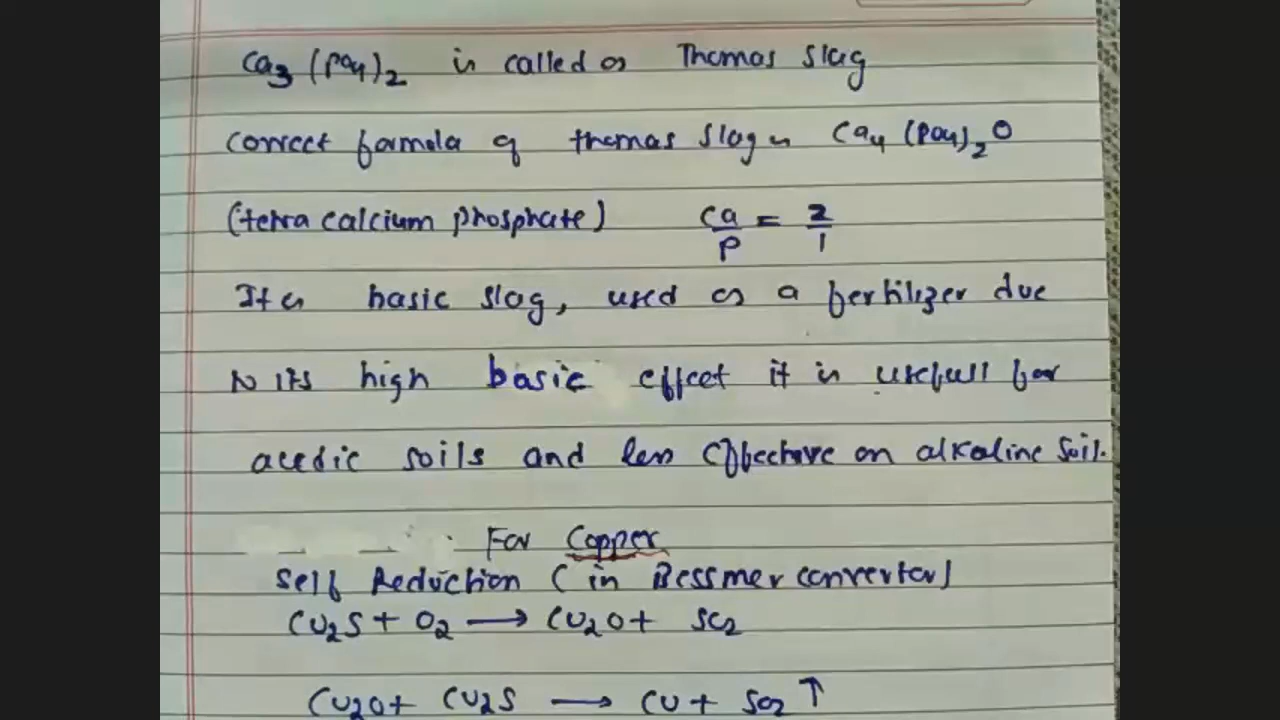 Ca3 (PO4)2 is called as Thomas Slag
Correct formula of thomas slag is Ca4 (PO4)2O
(tetra calcium phosphate) Ca/P = 2/1
It is basic slag, used as a fertilizer due
to its high basic effect it is usefull for
acedic soils and less effective on alkaline soil.
For Copper
Self Reduction (in Bessmer convertor)
Cu2S + O2 → Cu2O + SO2
Cu2O + Cu2S → Cu + SO2 ↑